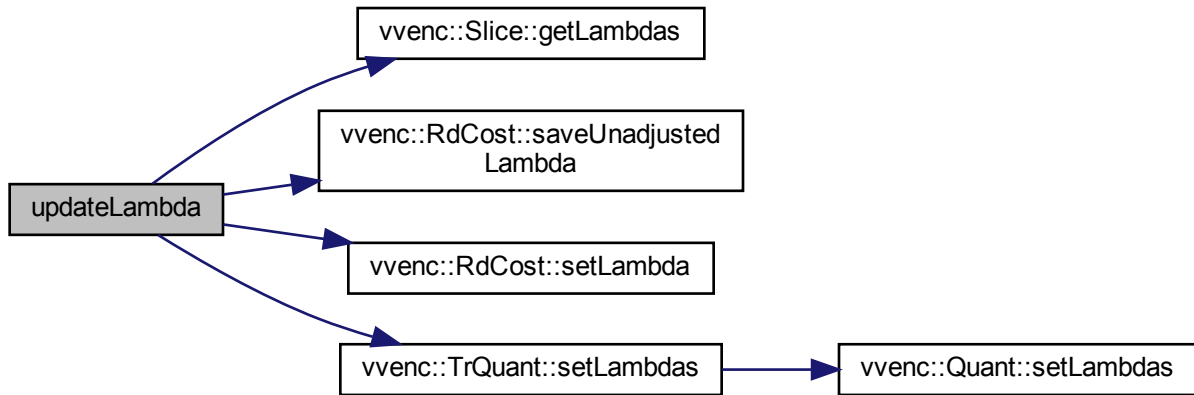 vvenc::Slice::getLambdas
vvenc::RdCost::saveUnadjusted
Lambda
updateLambda
vvenc::RdCost::setLambda
vvenc::TrQuant::setLambdas
vvenc::Quant::setLambdas